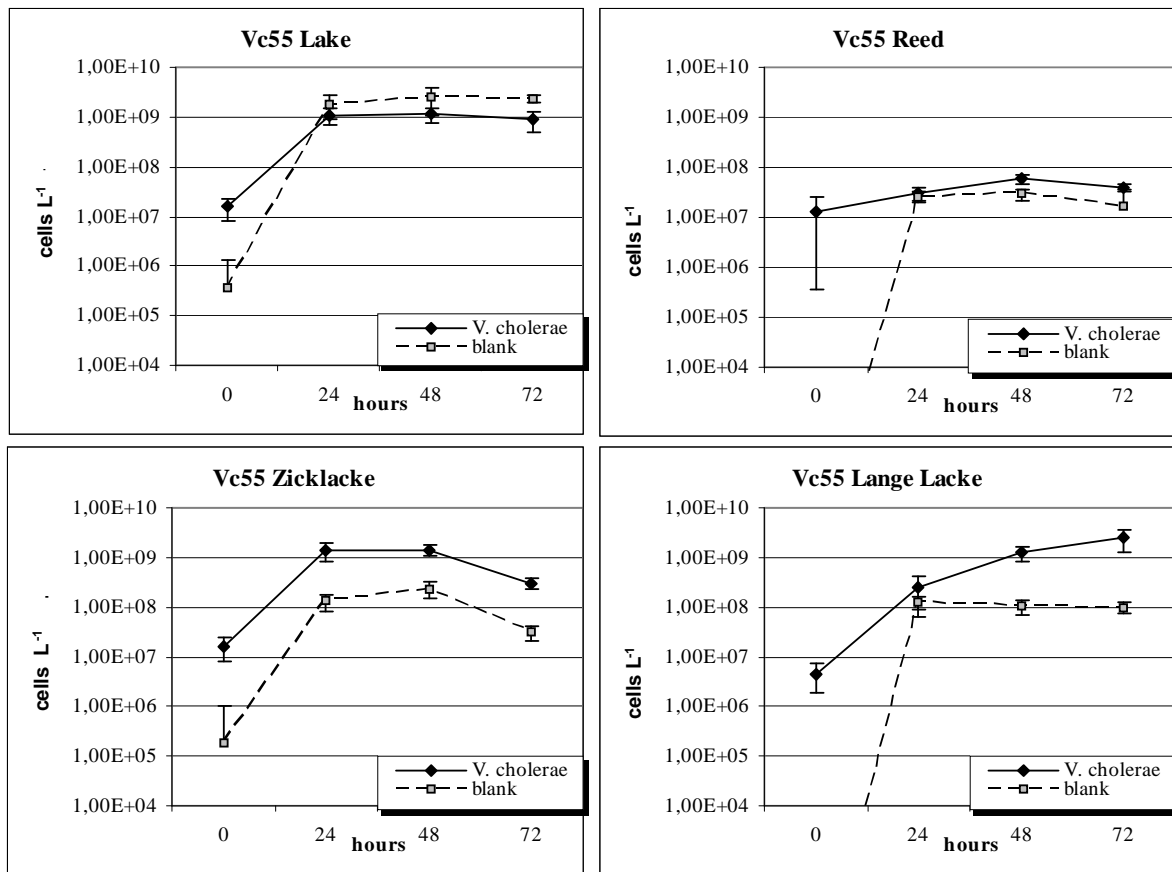 Vc55 Lake
1,00E+10
1,00E+09
1,00E+08
1,00E+07
1,00E+06
1,00E+05
1,00E+04
cells L⁻¹
0 24 48 72
hours
V. cholerae
blank
Vc55 Reed
1,00E+10
1,00E+09
1,00E+08
1,00E+07
1,00E+06
1,00E+05
1,00E+04
cells L⁻¹
0 24 48 72
hours
V. cholerae
blank
Vc55 Zicklacke
1,00E+10
1,00E+09
1,00E+08
1,00E+07
1,00E+06
1,00E+05
1,00E+04
cells L⁻¹
0 24 48 72
hours
V. cholerae
blank
Vc55 Lange Lacke
1,00E+10
1,00E+09
1,00E+08
1,00E+07
1,00E+06
1,00E+05
1,00E+04
cells L⁻¹
0 24 48 72
hours
V. cholerae
blank